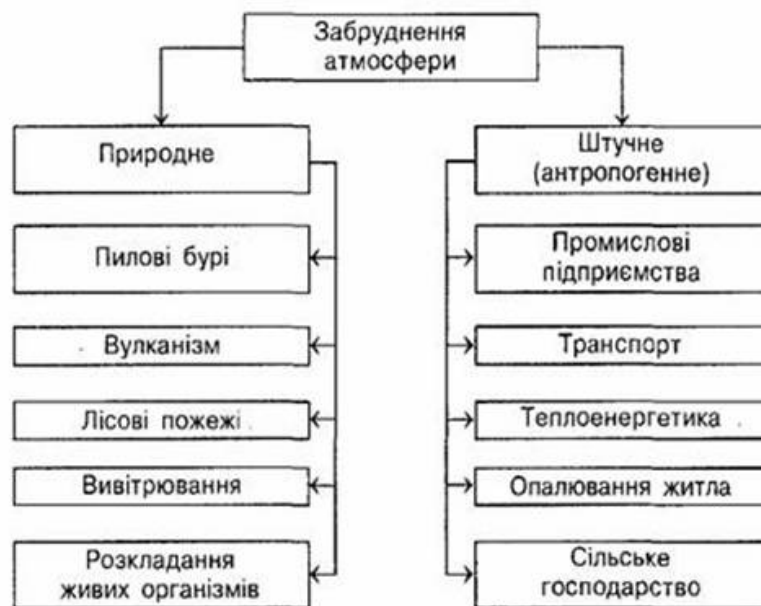 Забруднення
атмосфери
Природне
Пилові бурі
Вулканізм
Лісові пожежі
Вивітрювання
Розкладання
живих організмів
Штучне
(антропогенне)
Промислові
підприємства
Транспорт
Теплоенергетика
Опалювання житла
Сільське
господарство